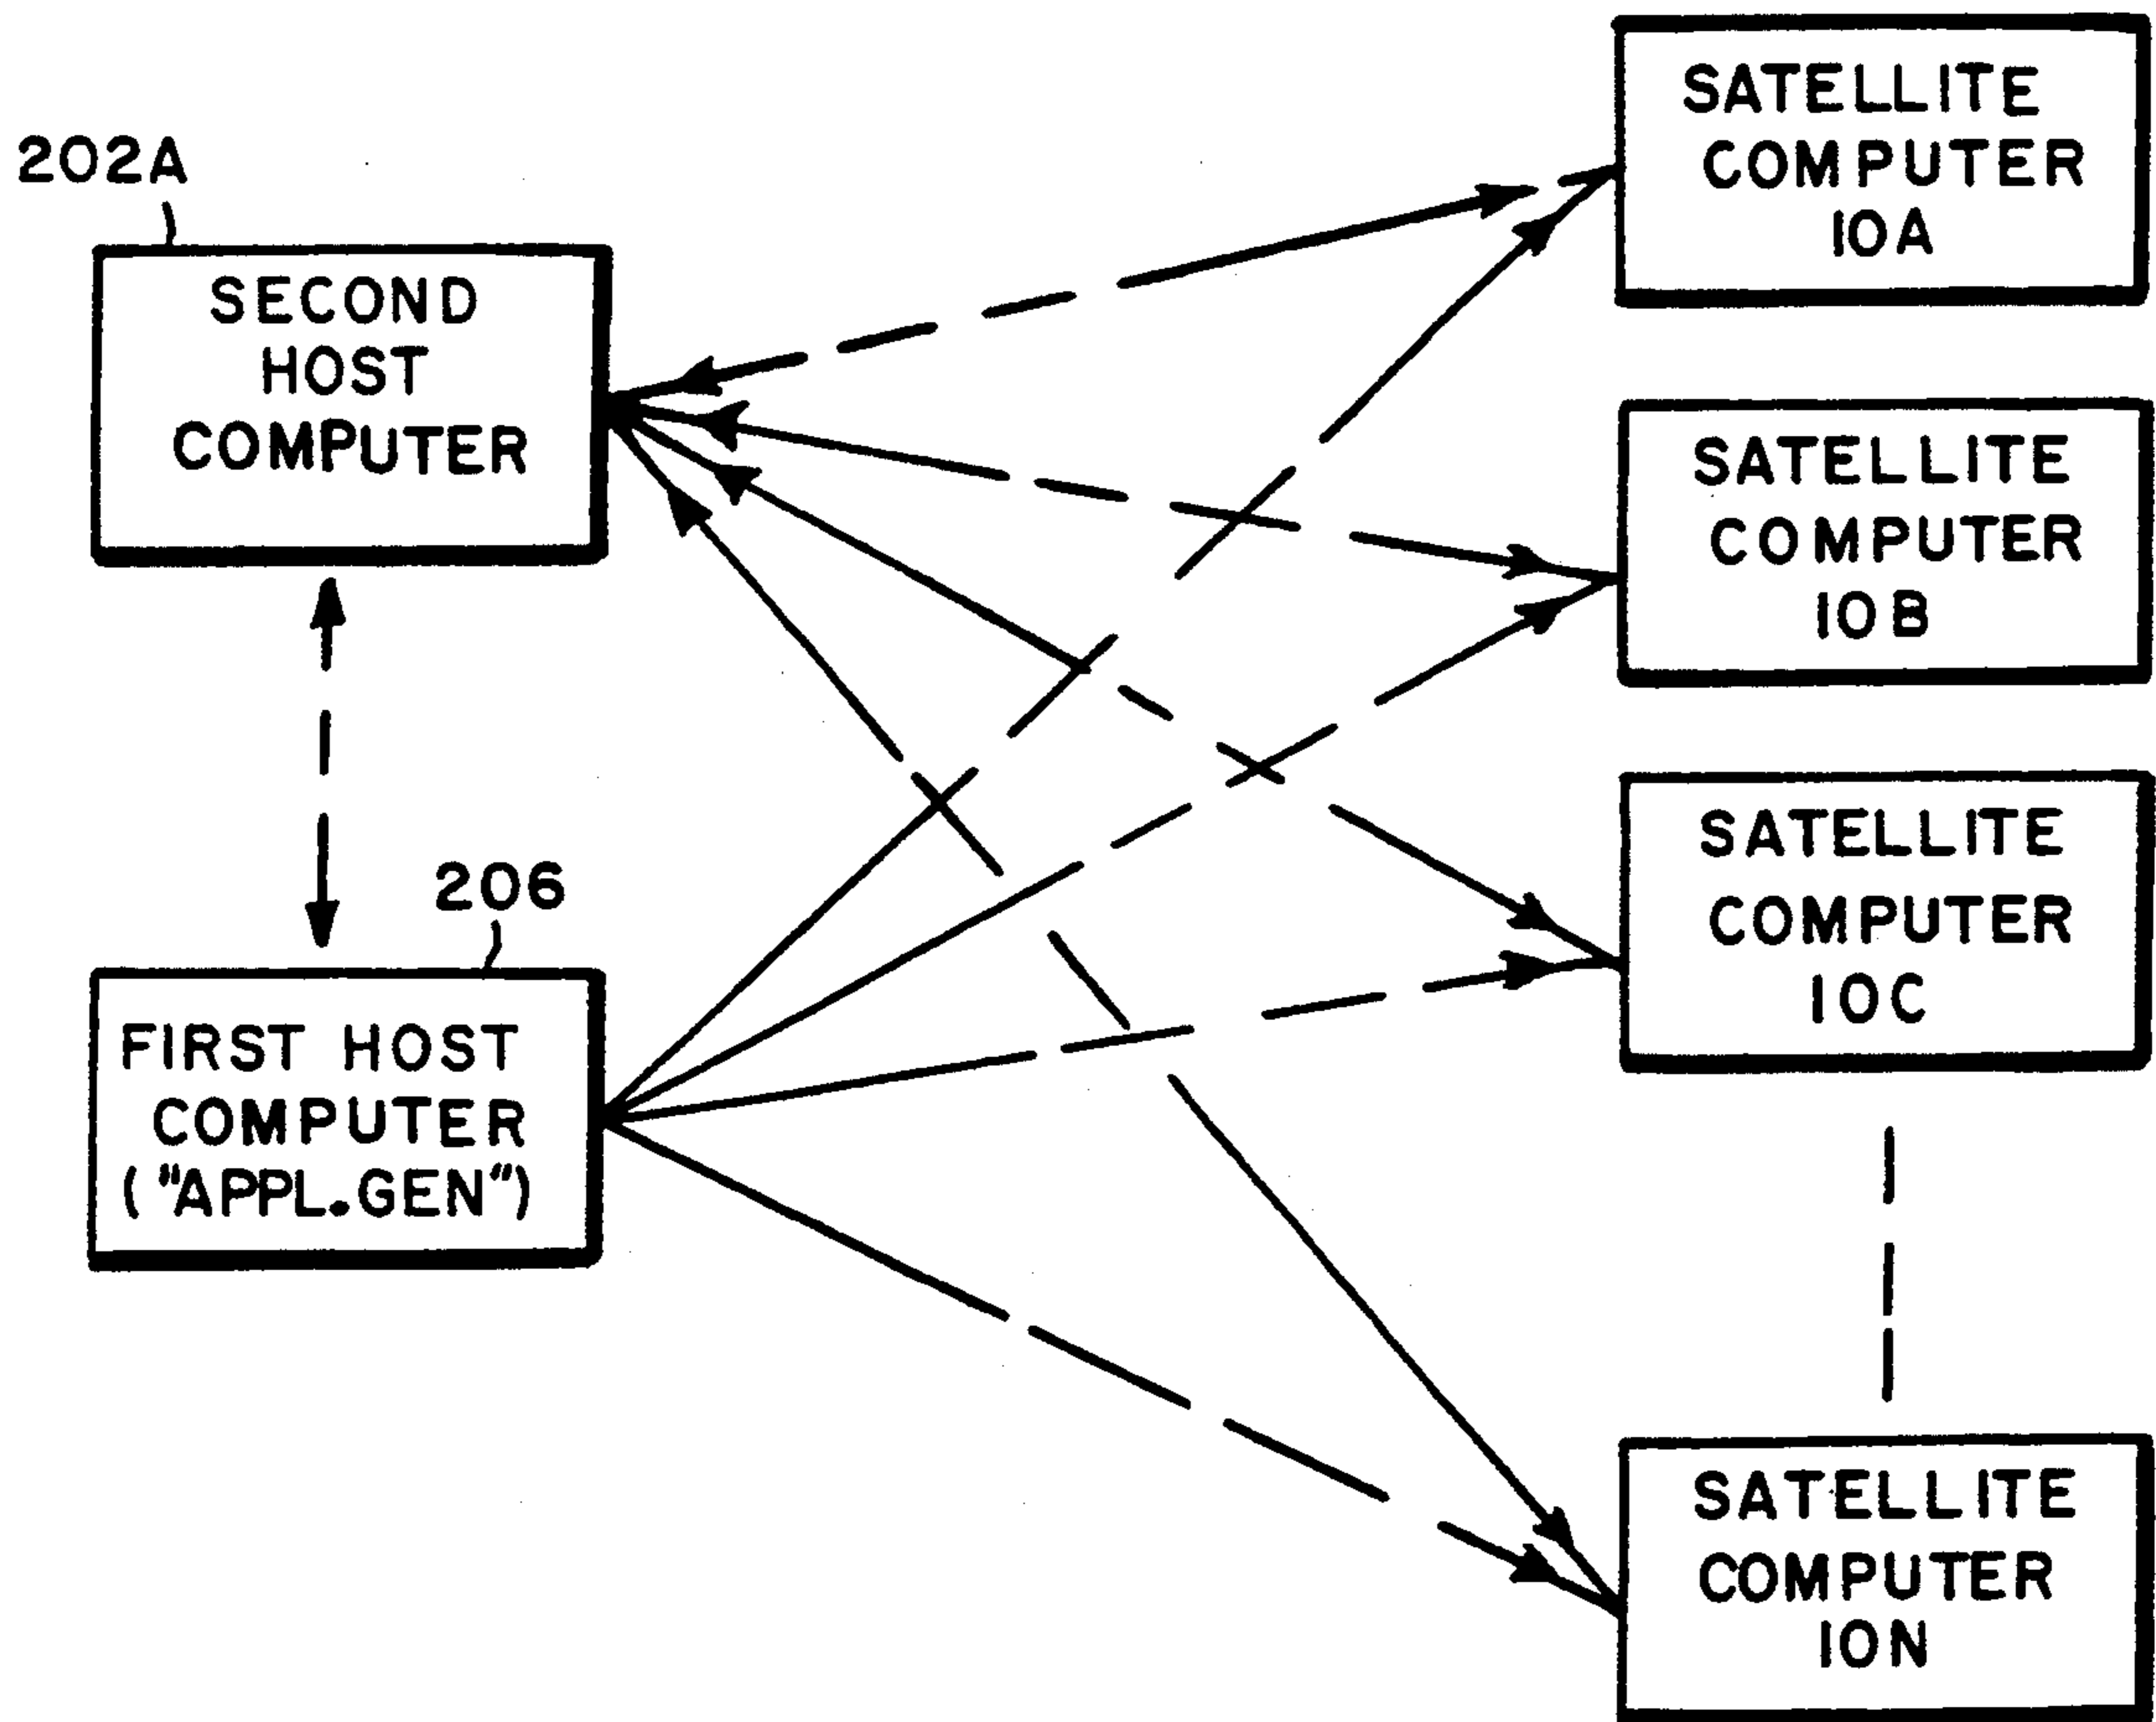 202A
SECOND
HOST
COMPUTER
206
FIRST HOST
COMPUTER
("APPL.GEN")
SATELLITE
COMPUTER
10A
SATELLITE
COMPUTER
10B
SATELLITE
COMPUTER
10C
SATELLITE
COMPUTER
10N